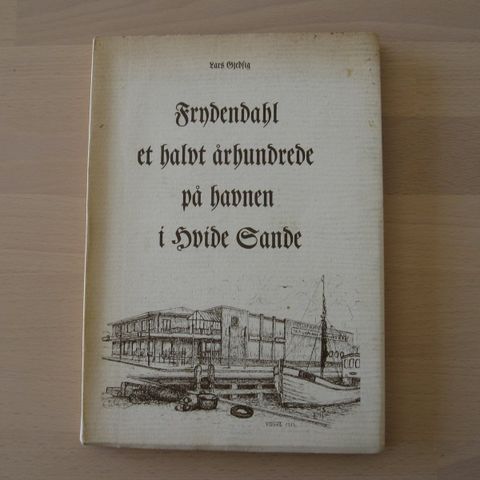 Lars Gjedsig
Frydendahl
et halvt århundrede
på havnen
i Hvide Sande